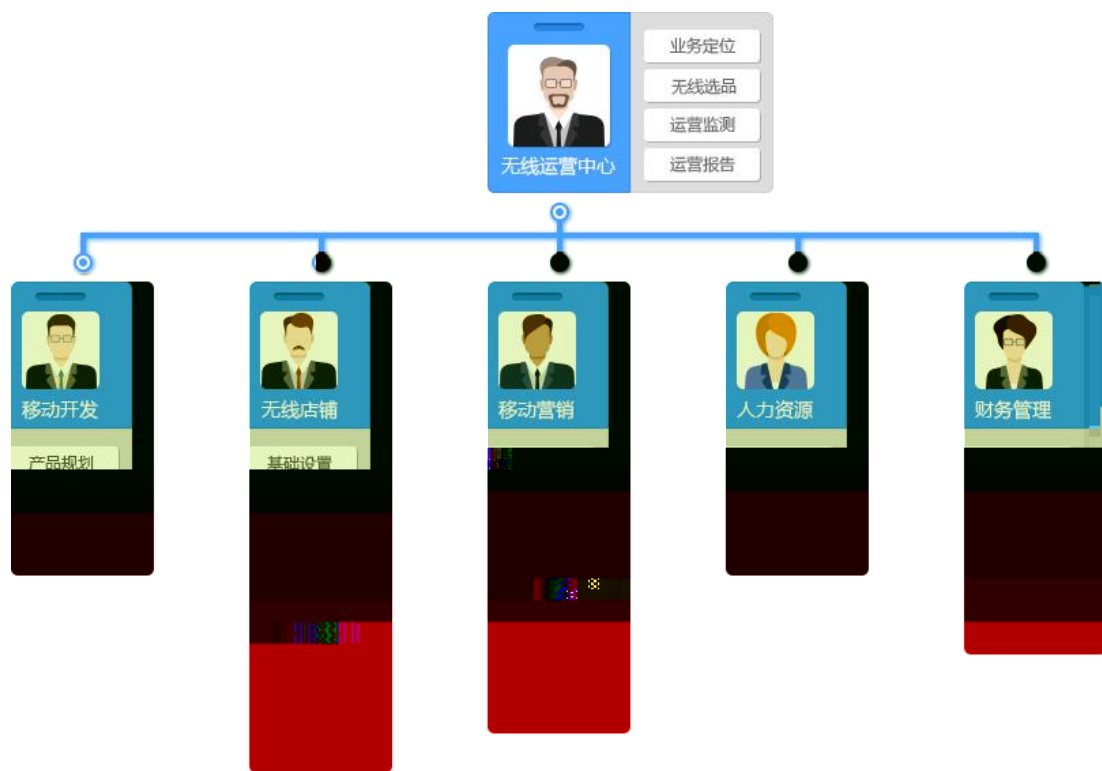 业务定位
无线选品
运营监测
运营报告
无线运营中心
移动开发
无线店铺
移动营销
人力资源
财务管理
产品规划
基础设置